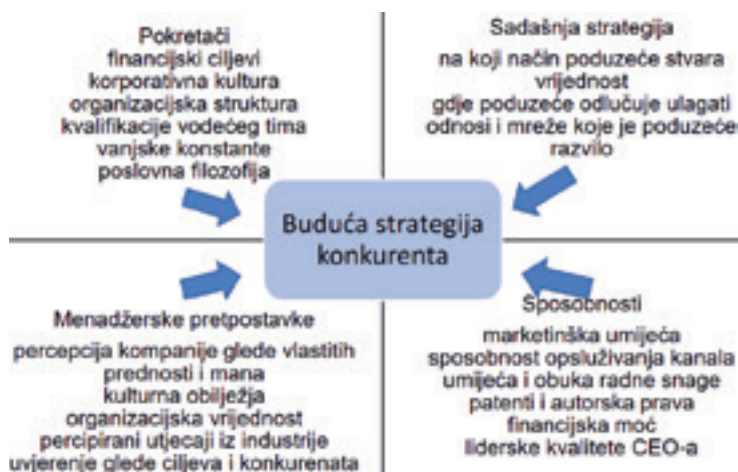 Pokretači
financijski ciljevi
korporativna kultura
organizacijska struktura
kvalifikacije vodećeg tima
vanjske konstante
poslovna filozofija
Sadašnja strategija
na koji način poduzeće stvara
vrijednost
gdje poduzeće odlučuje ulagati
odnosi i mreže koje je poduzeće
razvilo
Buduća strategija
konkurenta
Menadžerske pretpostavke
percepcija kompanije glede vlastitih
prednosti i mana
kulturna obilježja
organizacijska vrijednost
percipirani utjecaji iz industrije
uvjerenje glede ciljeva i konkurenata
Sposobnosti
marketinška umijeća
sposobnost opsluživanja kanala
umijeća i obuka radne snage
patenti i autorska prava
financijska moć
liderske kvalitete CEO-a